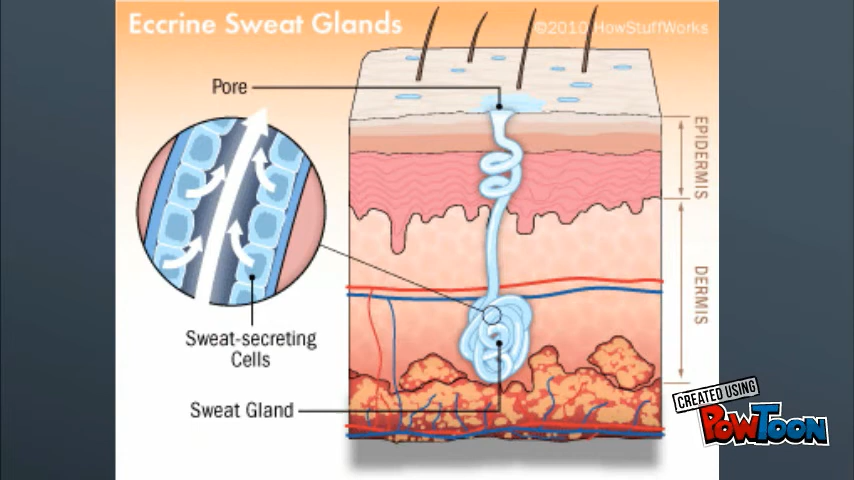 Eccrine Sweat Glands
©2010 HowStuffWorks
Pore
EPIDERMIS
DERMIS
Sweat-secreting
Cells
Sweat Gland
CREATED USING
POWTOON